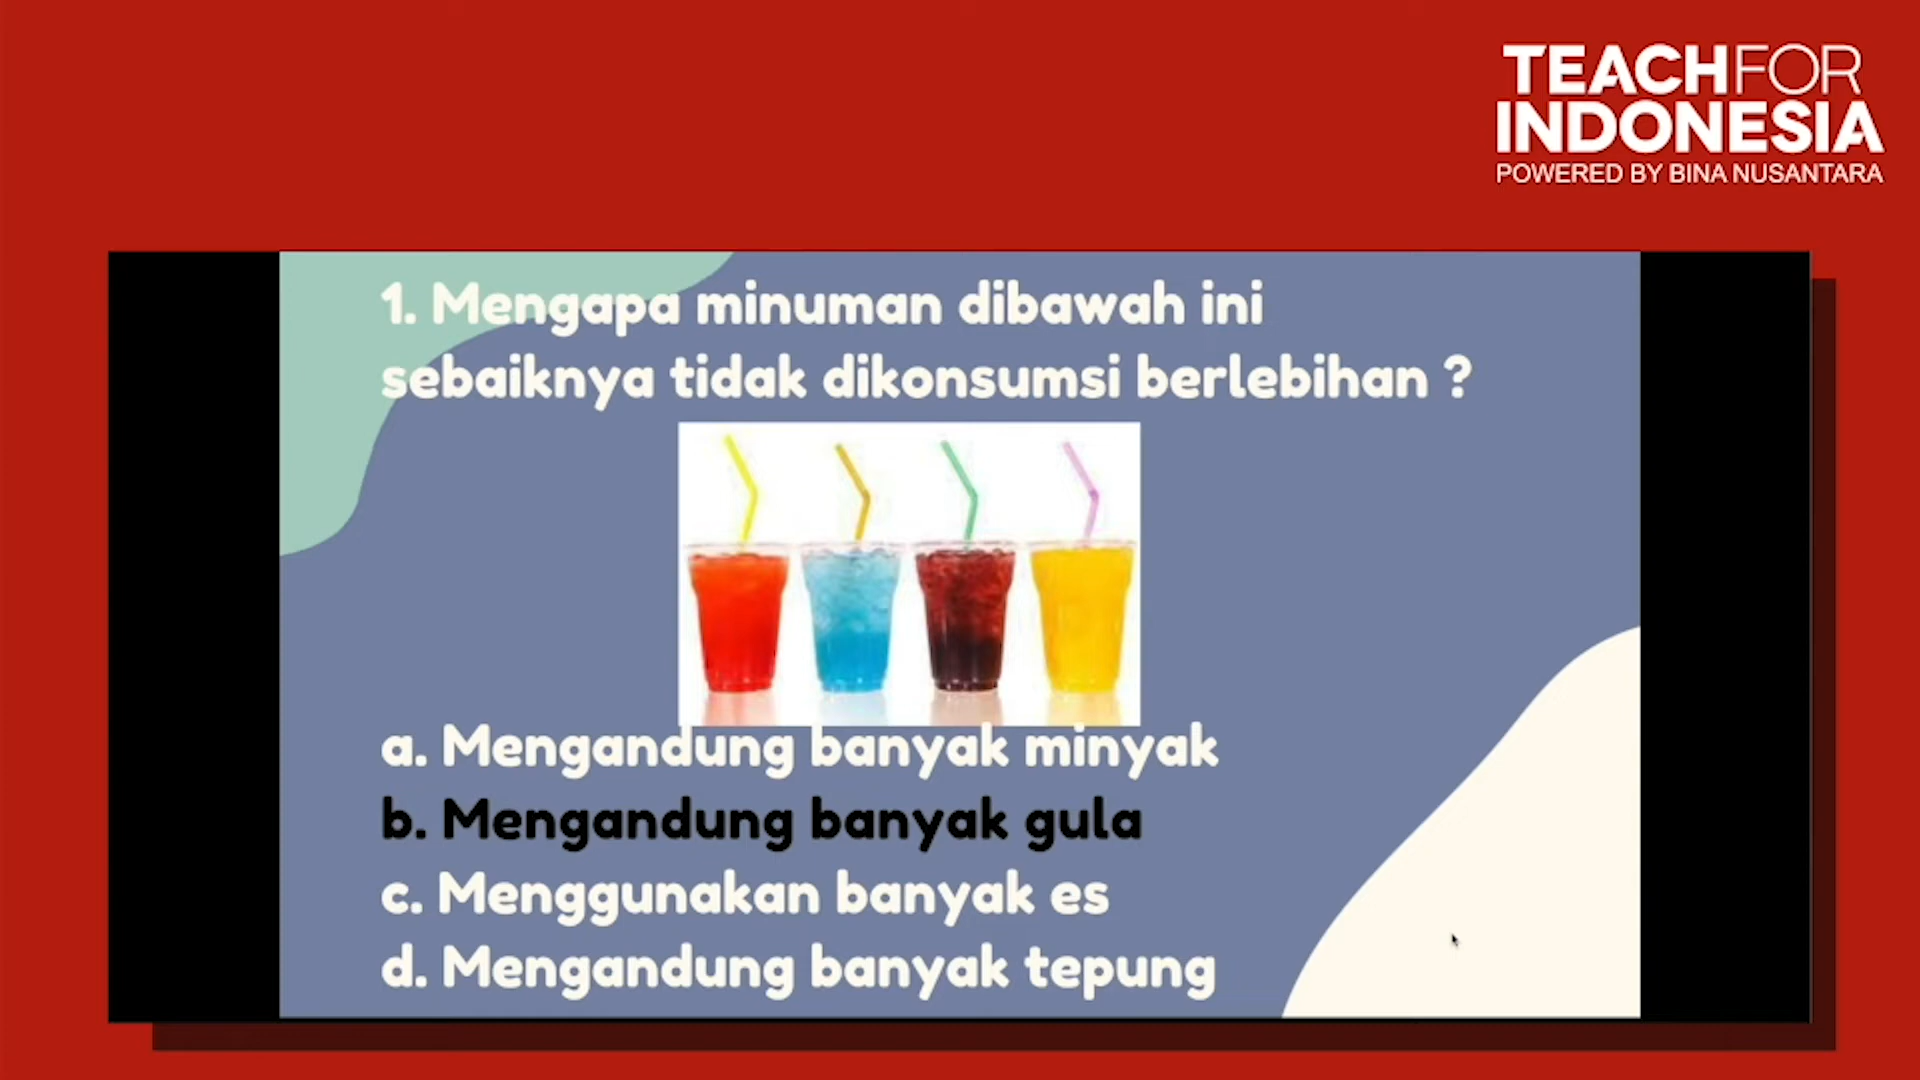 TEACHFOR
INDONESIA
POWERED BY BINA NUSANTARA
1. Mengapa minuman dibawah ini
sebaiknya tidak dikonsumsi berlebihan ?
a. Mengandung banyak minyak
b. Mengandung banyak gula
c. Menggunakan banyak es
d. Mengandung banyak tepung